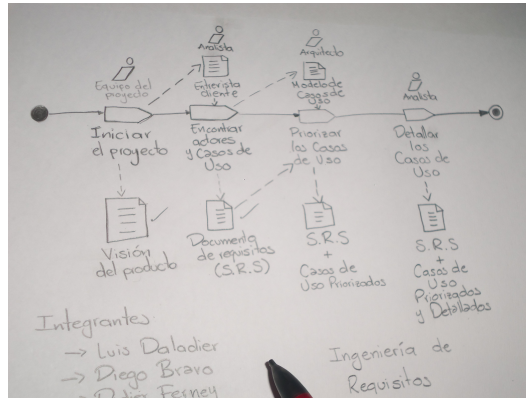 Equipo del
proyecto
Analista
Entrevista
cliente
Arquitecto
Modelo de
Casos de
Uso
Analista
Iniciar
el proyecto
Encontrar
actores
y Casos de
Uso
Priorizar
los Casos
de Uso
Detallar
los
Casos de
Uso
Visión
del producto
Documento
de requisitos
(S.R.S)
S.R.S
+
Casos de
Uso Priorizados
S.R.S
+
Casos de
Uso
Priorizados
y Detallados
Integrantes:
→ Luis Daladier
→ Diego Bravo
Ferney
Ingeniería de
Requisitos